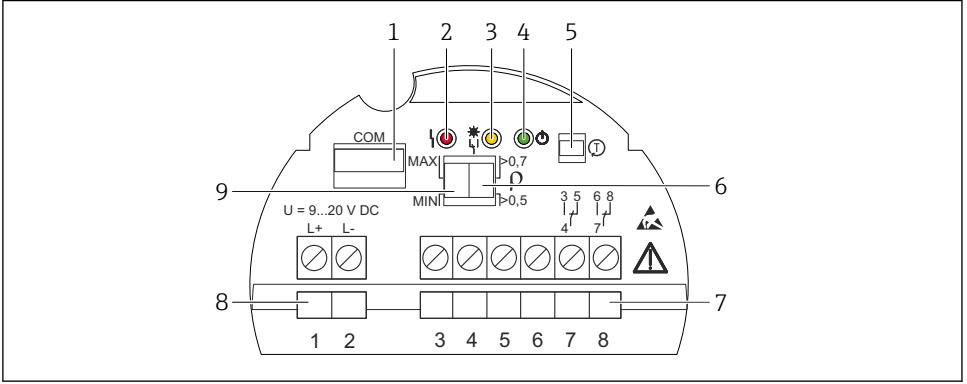 1 2 3 4 5
COM
T
MAX >0,7
9 ρ 6
MIN >0,5
3 5 6 8
U = 9...20 V DC
4 7
L+ L-
8 7
1 2 3 4 5 6 7 8